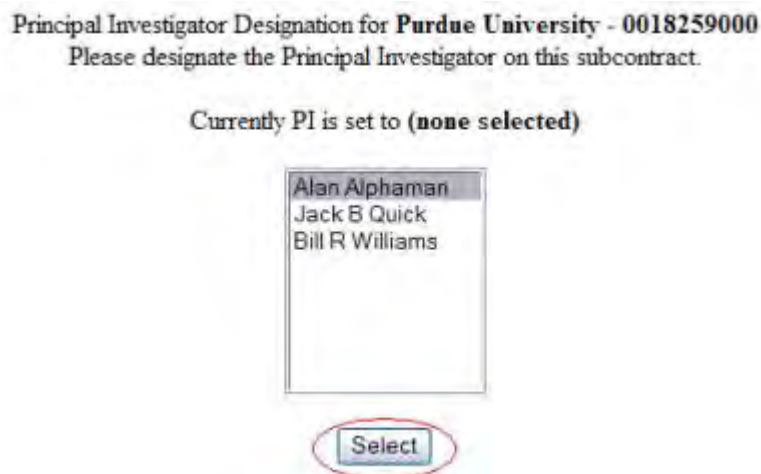 Principal Investigator Designation for Purdue University - 0018259000
Please designate the Principal Investigator on this subcontract.
Currently PI is set to (none selected)
Alan Alphaman
Jack B Quick
Bill R Williams
Select